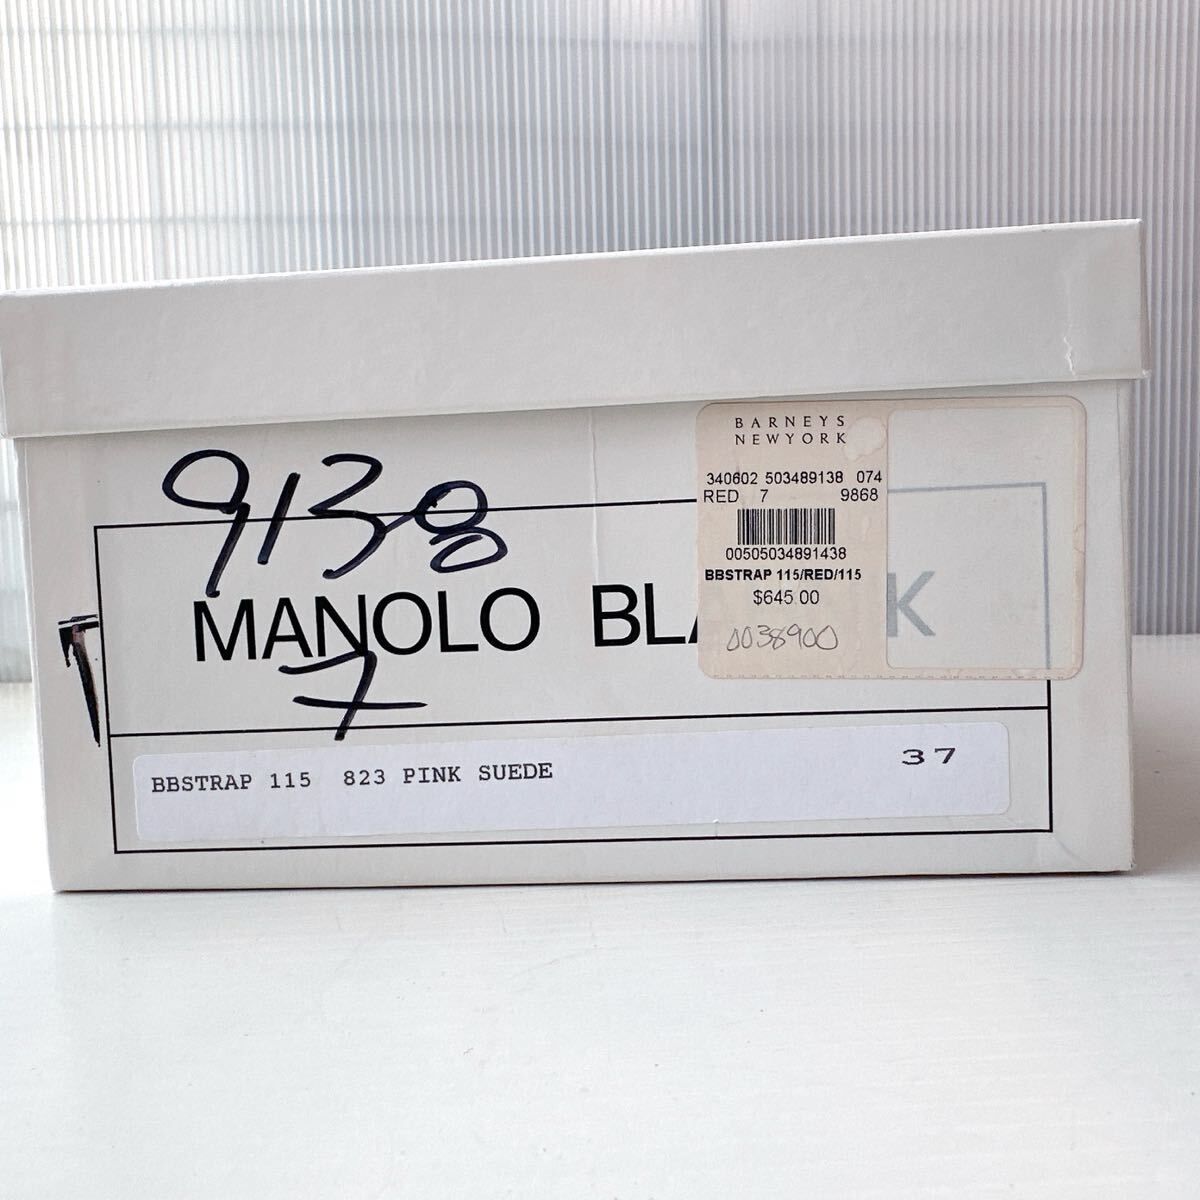 BARNEYS
NEWYORK
340602 503489138 074
RED 7 9868
00505034891438
BBSTRAP 115/RED/115
$645.00
0038900
9138
MANOLO BLA K
7
BBSTRAP 115 823 PINK SUEDE 37